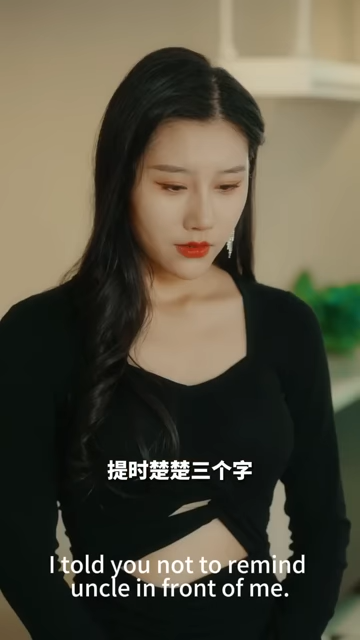 提时楚楚三个字
I told you not to remind
uncle in front of me.